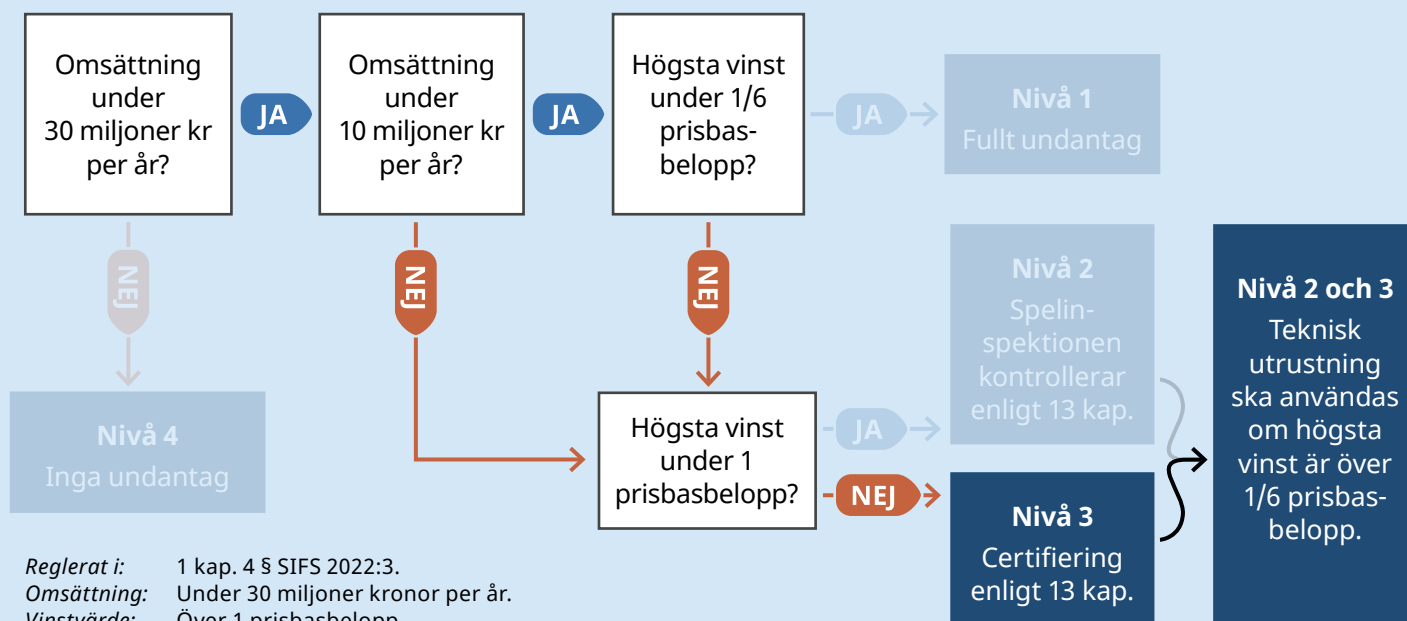 Omsättning
under
30 miljoner kr
per år?
JA
Omsättning
under
10 miljoner kr
per år?
JA
Högsta vinst
under 1/6
prisbas-
belopp?
JA
Nivå 1
Fullt undantag
NEJ
NEJ
NEJ
Nivå 4
Inga undantag
Högsta vinst
under 1
prisbasbelopp?
JA
NEJ
Nivå 2
Spelin-
spektionen
kontrollerar
enligt 13 kap.
Nivå 3
Certifiering
enligt 13 kap.
Nivå 2 och 3
Teknisk
utrustning
ska användas
om högsta
vinst är över
1/6 prisbas-
belopp.
Reglerat i: 1 kap. 4 § SIFS 2022:3.
Omsättning: Under 30 miljoner kronor per år.
Vinstvärde: Över 1 prisbasbelopp